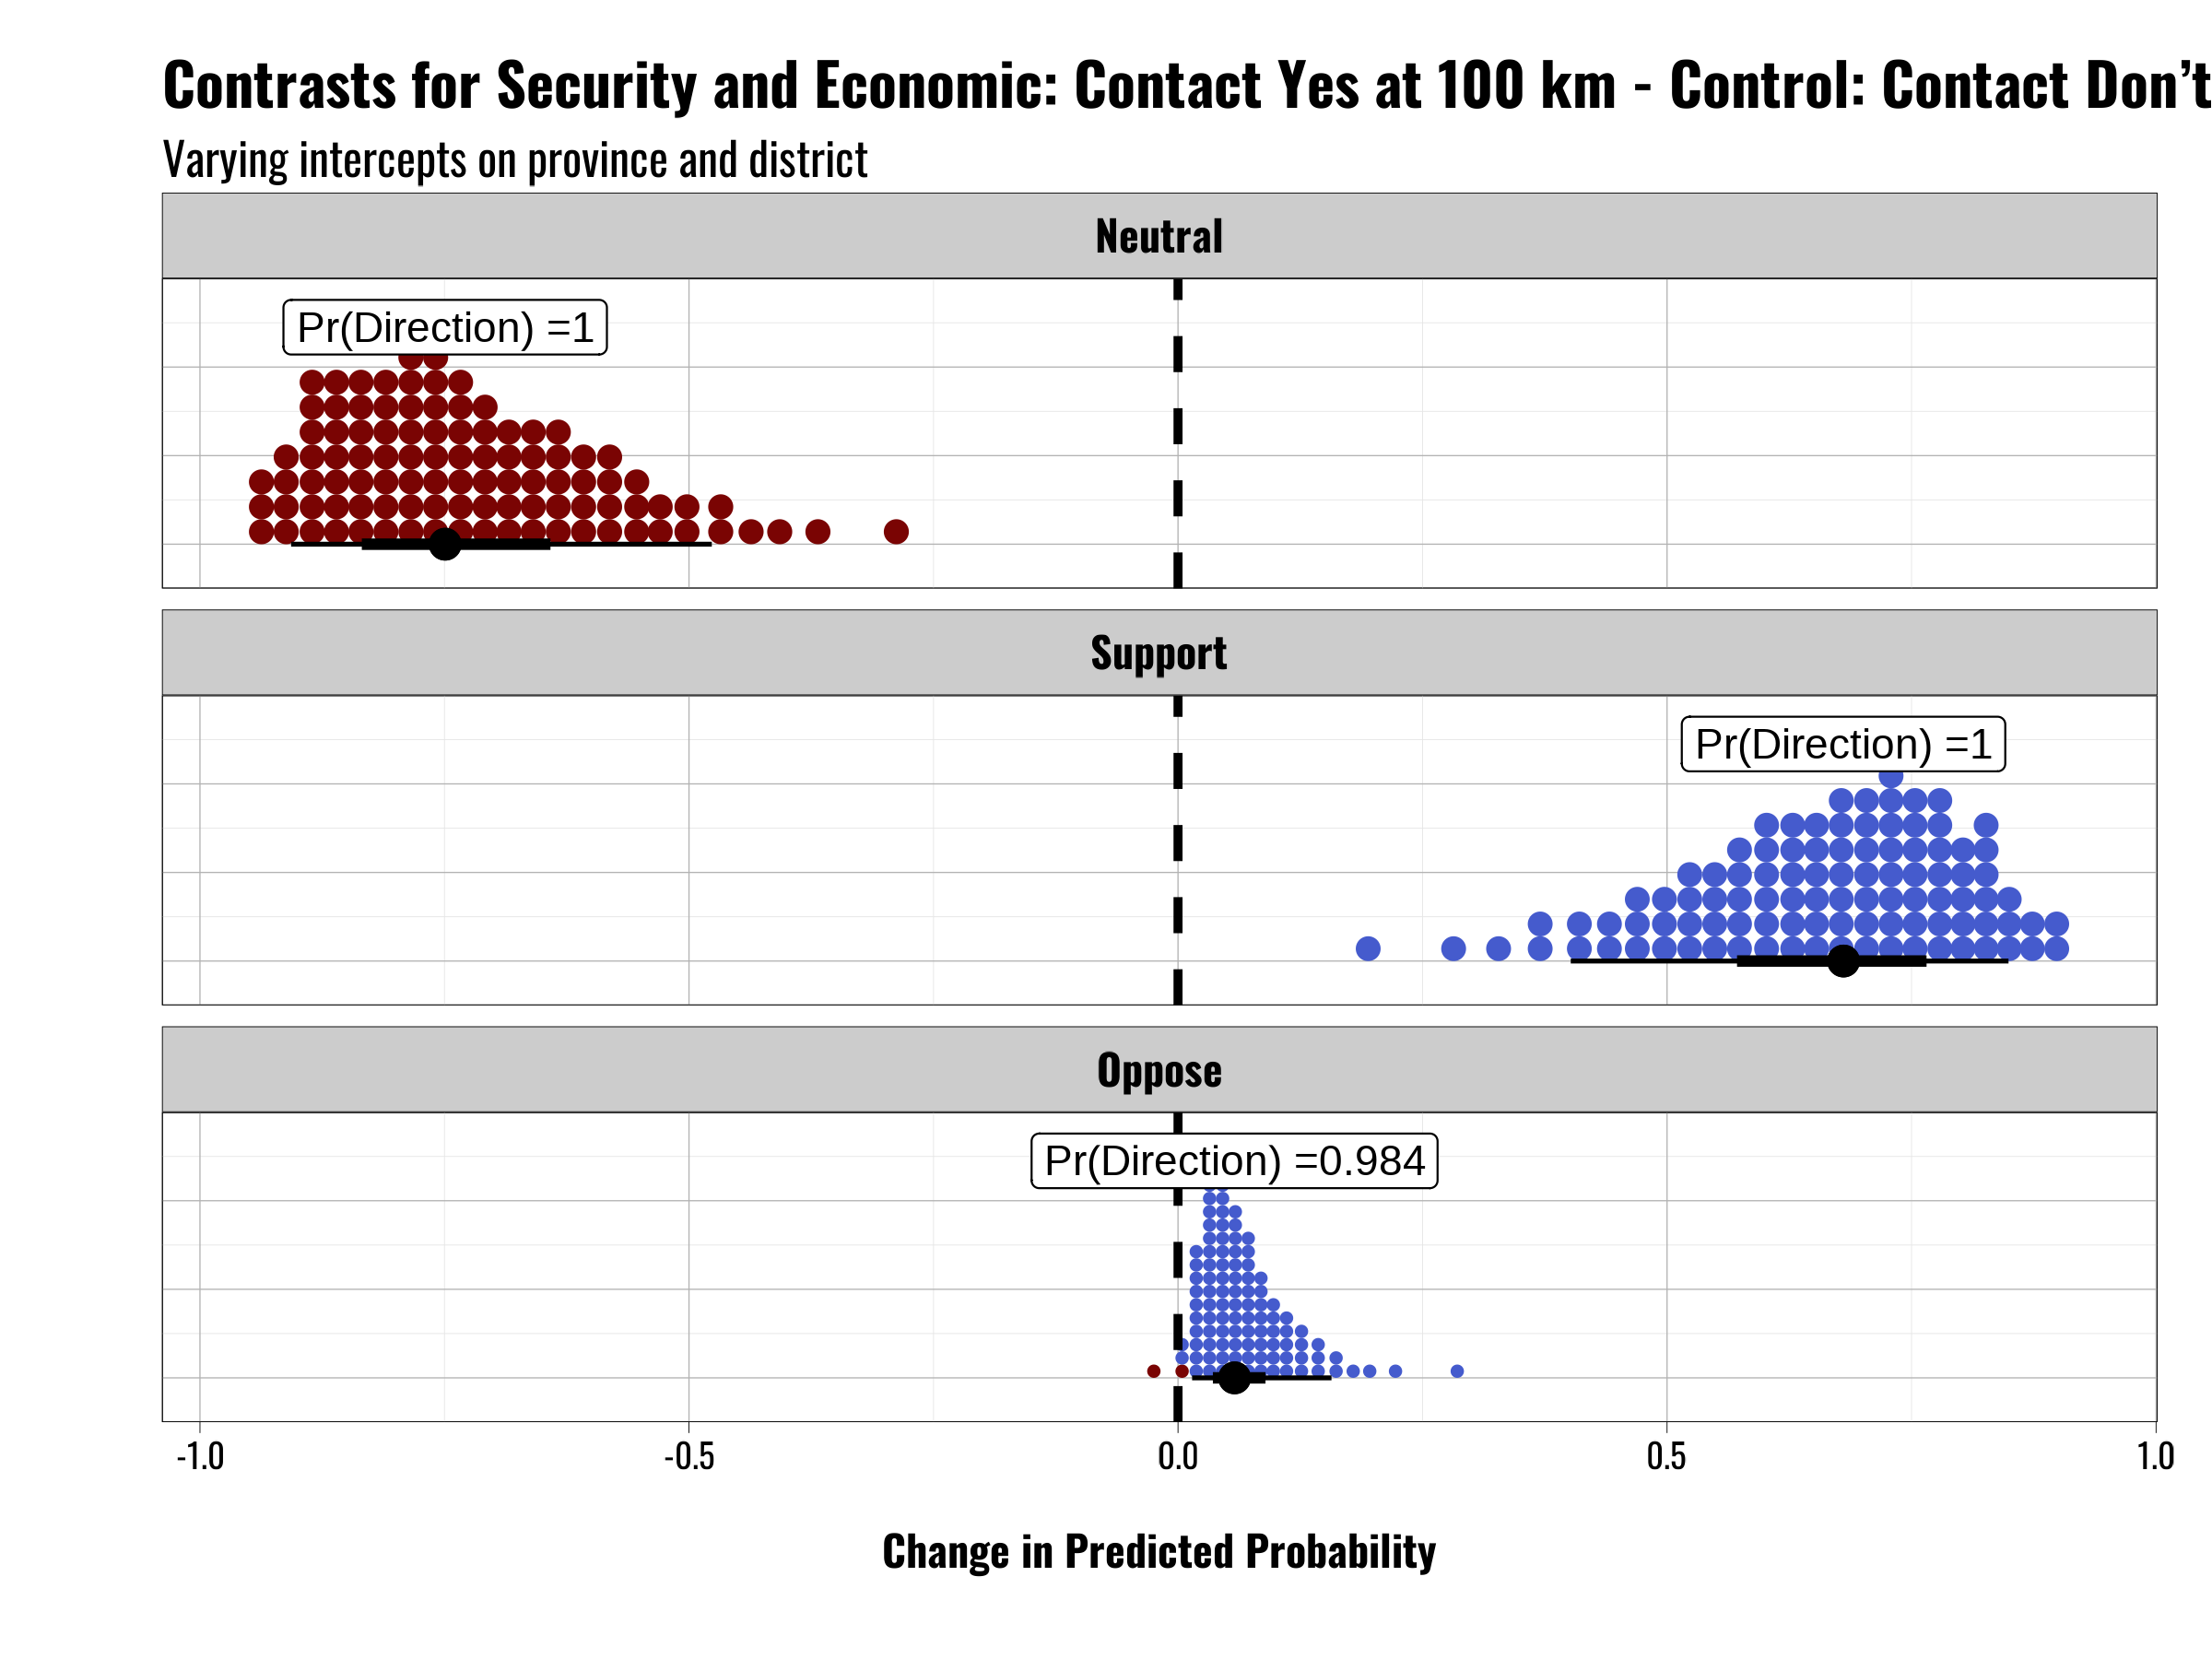 Contrasts for Security and Economic: Contact Yes at 100 km - Control: Contact Don’t
Varying intercepts on province and district
Neutral
Pr(Direction) =1
Support
Pr(Direction) =1
Oppose
Pr(Direction) =0.984
-1.0 -0.5 0.0 0.5 1.0
Change in Predicted Probability